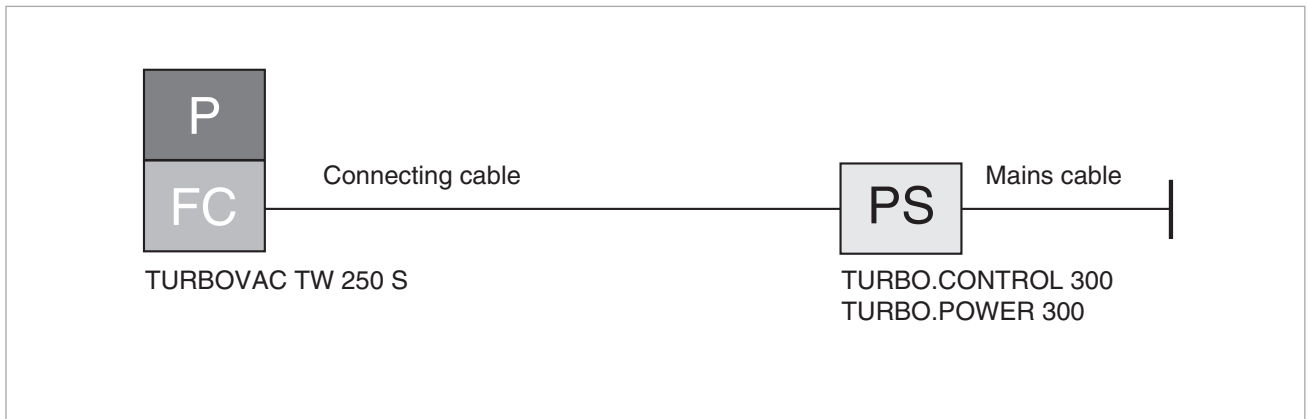 P
FC
Connecting cable
PS
Mains cable
TURBOVAC TW 250 S
TURBO.CONTROL 300
TURBO.POWER 300